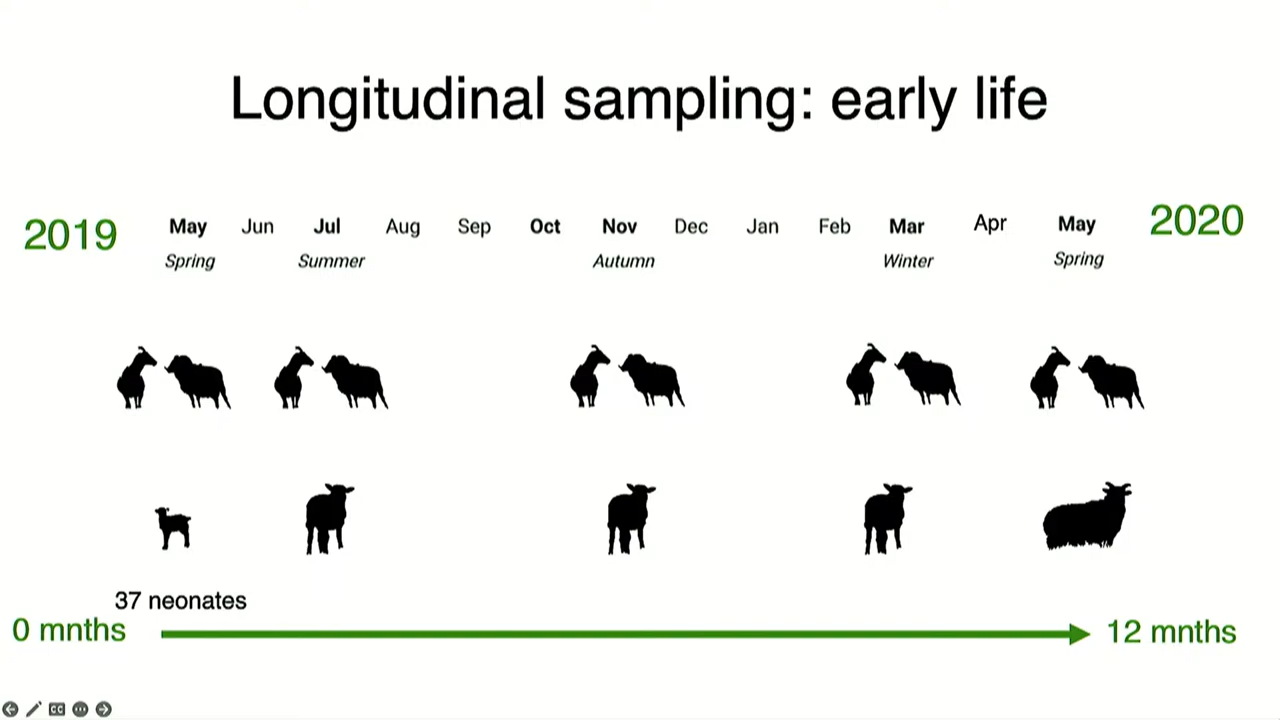 Longitudinal sampling: early life
2019 May Jun Jul Aug Sep Oct Nov Dec Jan Feb Mar Apr May 2020
Spring Summer Autumn Winter Spring
37 neonates
0 mnths 12 mnths
CC